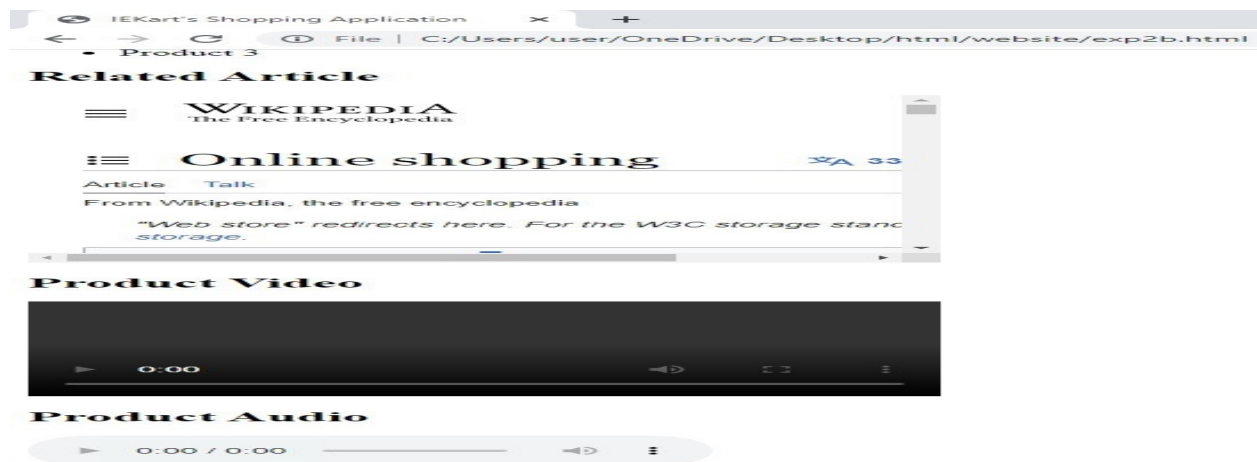 IEKart's Shopping Application
File | C:/Users/user/OneDrive/Desktop/html/website/exp2b.html
• Product 3
Related Article
WIKIPEDIA
The Free Encyclopedia
Online shopping 文A 33
Article Talk
From Wikipedia, the free encyclopedia
"Web store" redirects here. For the W3C storage stanc
storage.
Product Video
0:00
Product Audio
0:00 / 0:00